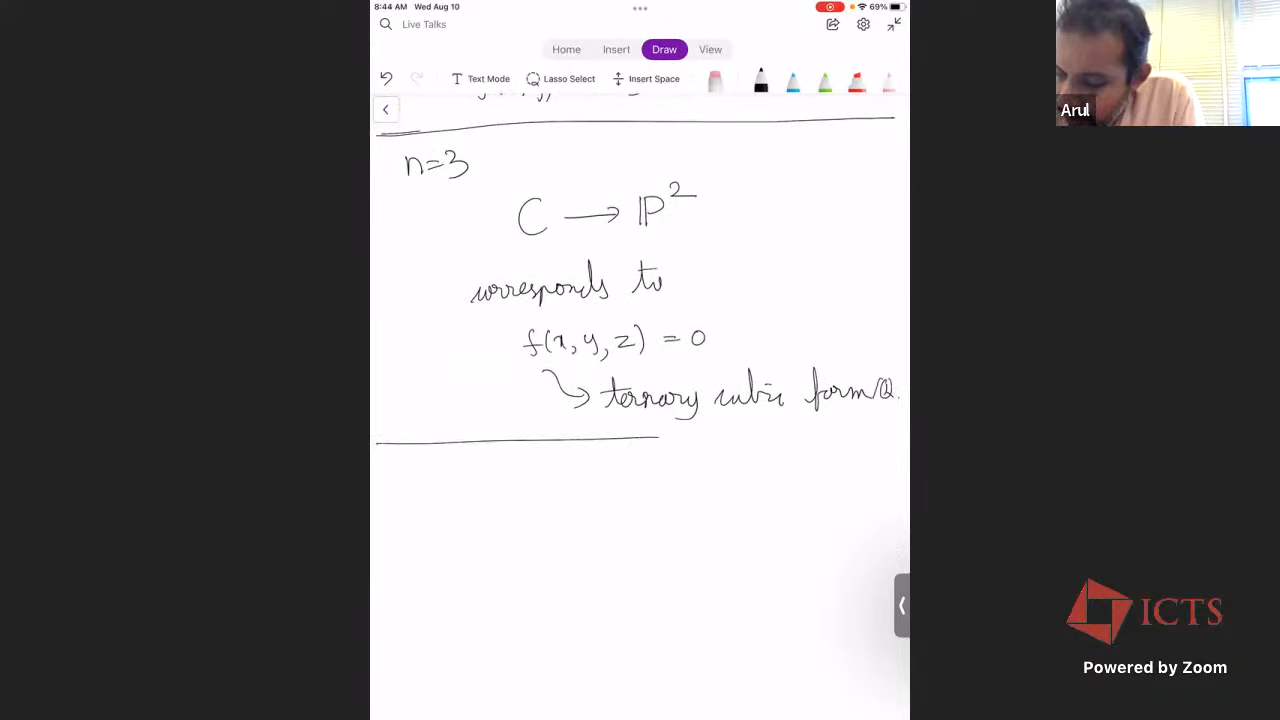 8:44 AM Wed Aug 10
69%
Live Talks
Home Insert Draw View
Text Mode Lasso Select Insert Space
n=3
C → ℙ²
corresponds to
f(x, y, z) = 0
↳ ternary cubic form/Q.
Arul
ICTS
Powered by Zoom